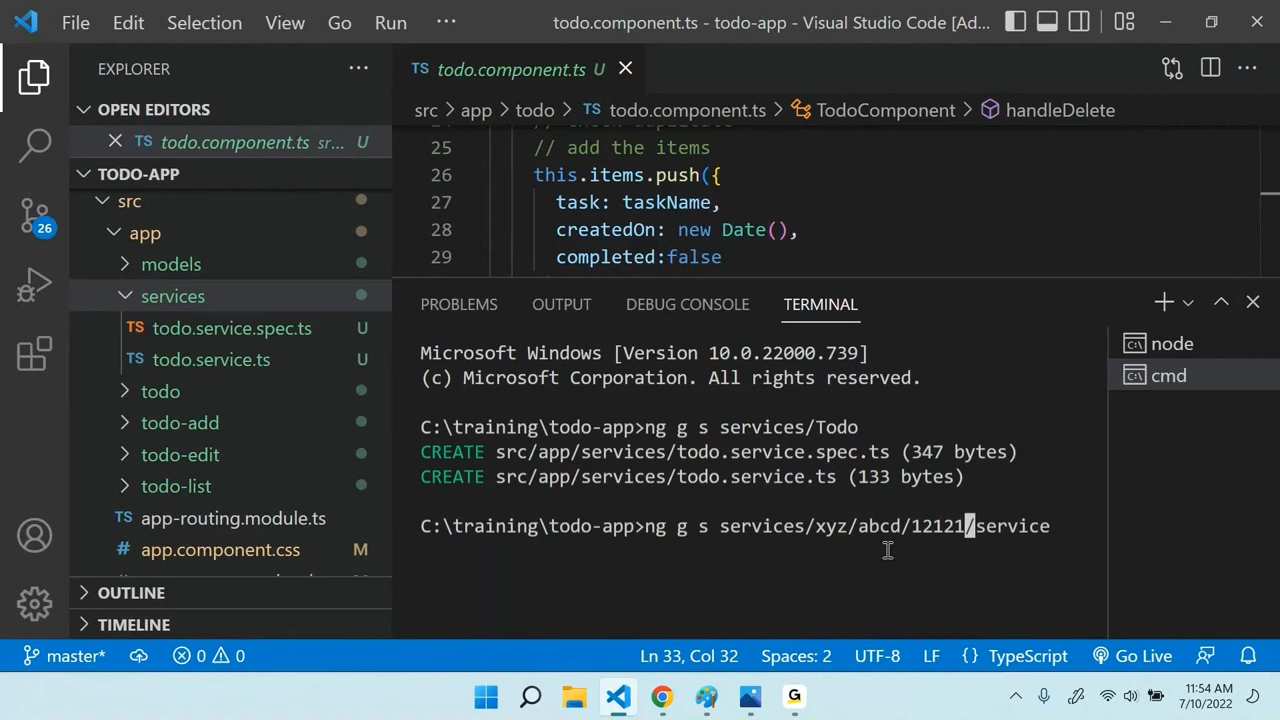 File Edit Selection View Go Run ··· todo.component.ts - todo-app - Visual Studio Code [Ad...
EXPLORER ···
OPEN EDITORS
TS todo.component.ts sr... U
TODO-APP
src
app
models
services
TS todo.service.spec.ts U
TS todo.service.ts U
todo
todo-add
todo-edit
todo-list
TS app-routing.module.ts
app.component.css
OUTLINE
TIMELINE
26
TS todo.component.ts U
src > app > todo > TS todo.component.ts > TodoComponent > handleDelete
25 // add the items
26 this.items.push({
27 task: taskName,
28 createdOn: new Date(),
29 completed:false
PROBLEMS OUTPUT DEBUG CONSOLE TERMINAL
Microsoft Windows [Version 10.0.22000.739]
(c) Microsoft Corporation. All rights reserved.
C:\training\todo-app>ng g s services/Todo
CREATE src/app/services/todo.service.spec.ts (347 bytes)
CREATE src/app/services/todo.service.ts (133 bytes)
C:\training\todo-app>ng g s services/xyz/abcd/12121/service
node
cmd
master* 0 0 Ln 33, Col 32 Spaces: 2 UTF-8 LF {} TypeScript Go Live
G
11:54 AM
7/10/2022